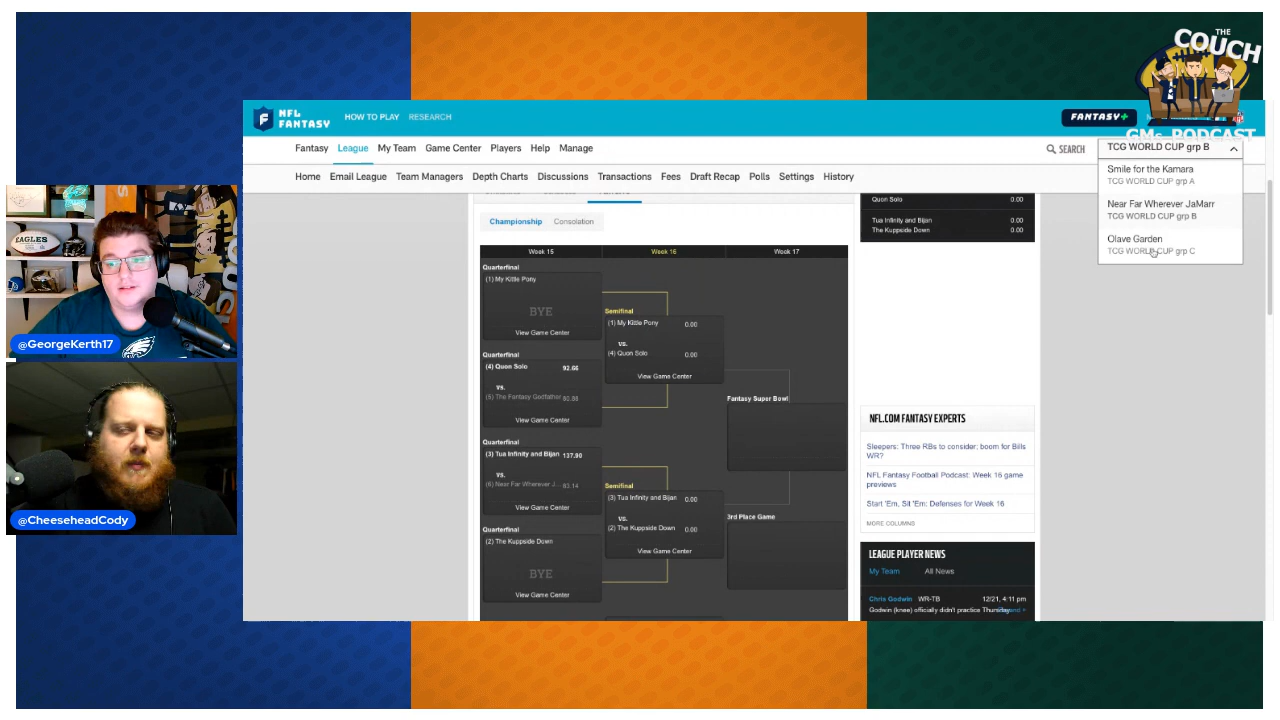 THE
COUCH
GMs PODCAST
NFL
FANTASY
HOW TO PLAY
RESEARCH
FANTASY+
Fantasy
League
My Team
Game Center
Players
Help
Manage
SEARCH
TCG WORLD CUP grp B
Smile for the Kamara
TCG WORLD CUP grp A
Near Far Wherever JaMarr
TCG WORLD CUP grp B
Olave Garden
TCG WORLD CUP grp C
Home
Email League
Team Managers
Depth Charts
Discussions
Transactions
Fees
Draft Recap
Polls
Settings
History
Championship
Consolation
Week 15
Week 16
Week 17
Quarterfinal
(1) My Kittle Pony
BYE
View Game Center
Quarterfinal
(4) Quon Solo 92.66
vs.
(5) The Fantasy Godfather
View Game Center
Quarterfinal
(3) Tua Infinity and Bijan 137.90
vs.
(6) Near Far Wherever J... 83.14
View Game Center
Quarterfinal
(2) The Kuppside Down
BYE
View Game Center
Semifinal
(1) My Kittle Pony 0.00
vs.
(4) Quon Solo 0.00
View Game Center
Semifinal
(3) Tua Infinity and Bijan 0.00
vs.
(2) The Kuppside Down 0.00
View Game Center
Fantasy Super Bowl
3rd Place Game
Quon Solo 0.00
Tua Infinity and Bijan 0.00
The Kuppside Down 0.00
NFL.COM FANTASY EXPERTS
Sleepers: Three RBs to consider; boom for Bills
WR?
NFL Fantasy Football Podcast: Week 16 game
previews
Start 'Em, Sit 'Em: Defenses for Week 16
MORE COLUMNS
LEAGUE PLAYER NEWS
My Team
All News
Chris Godwin WR-TB 12/21, 4:11 pm
Godwin (knee) officially didn't practice Thursday
EAGLES
@GeorgeKerth17
@CheeseheadCody